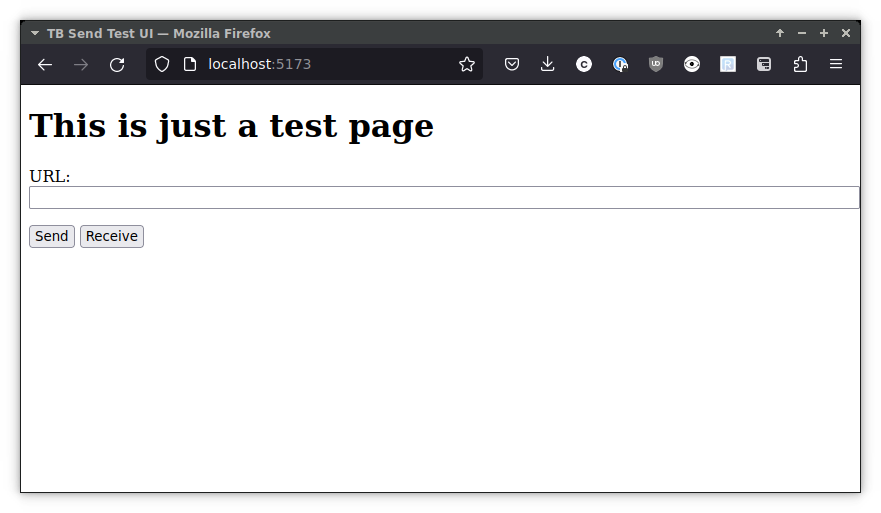 TB Send Test UI — Mozilla Firefox
localhost:5173
This is just a test page
URL:
Send Receive